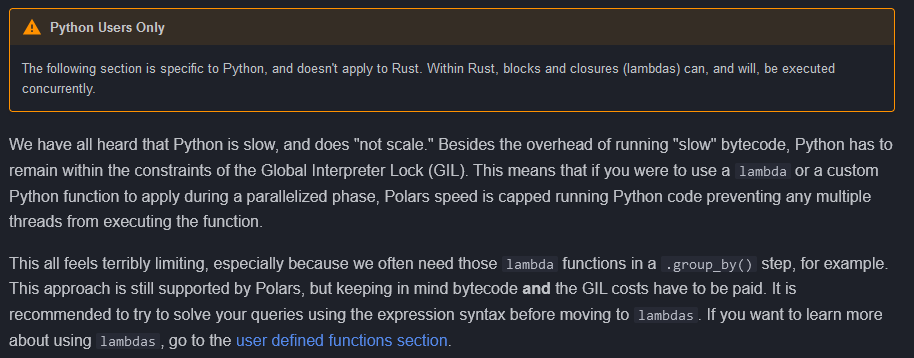 Python Users Only
The following section is specific to Python, and doesn't apply to Rust. Within Rust, blocks and closures (lambdas) can, and will, be executed
concurrently.
We have all heard that Python is slow, and does "not scale." Besides the overhead of running "slow" bytecode, Python has to
remain within the constraints of the Global Interpreter Lock (GIL). This means that if you were to use a lambda or a custom
Python function to apply during a parallelized phase, Polars speed is capped running Python code preventing any multiple
threads from executing the function.
This all feels terribly limiting, especially because we often need those lambda functions in a .group_by() step, for example.
This approach is still supported by Polars, but keeping in mind bytecode and the GIL costs have to be paid. It is
recommended to try to solve your queries using the expression syntax before moving to lambdas. If you want to learn more
about using lambdas, go to the user defined functions section.